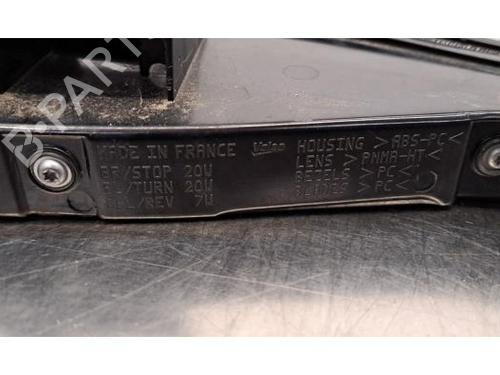 MADE IN FRANCE
BR/STOP 20W
BL/TURN 20W
/REV 7W
Valeo
HOUSING >ABS-PC<
LENS >PMMA-HT<
BEZELS >PC<
>PC<
B-PARTS